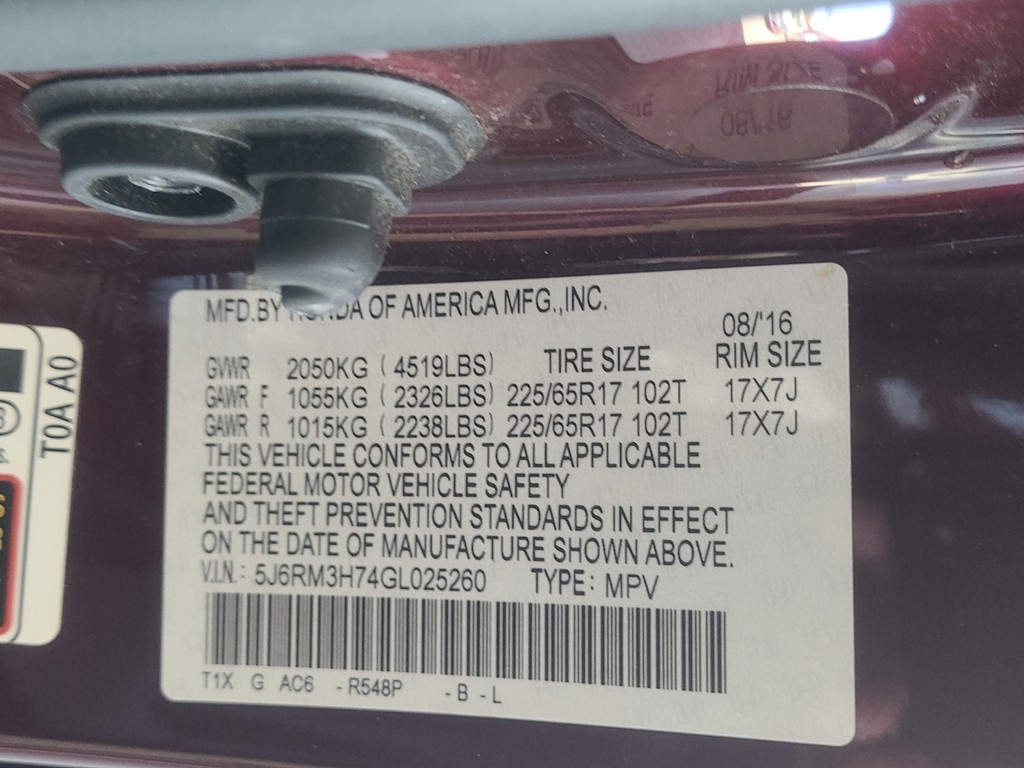 MFD.BY HONDA OF AMERICA MFG.,INC.
08/'16
GVWR 2050KG ( 4519LBS) TIRE SIZE RIM SIZE
GAWR F 1055KG ( 2326LBS) 225/65R17 102T 17X7J
GAWR R 1015KG ( 2238LBS) 225/65R17 102T 17X7J
THIS VEHICLE CONFORMS TO ALL APPLICABLE
FEDERAL MOTOR VEHICLE SAFETY
AND THEFT PREVENTION STANDARDS IN EFFECT
ON THE DATE OF MANUFACTURE SHOWN ABOVE.
V.I.N.: 5J6RM3H74GL025260 TYPE: MPV
T1X G AC6 - R548P - B - L
T0A A0